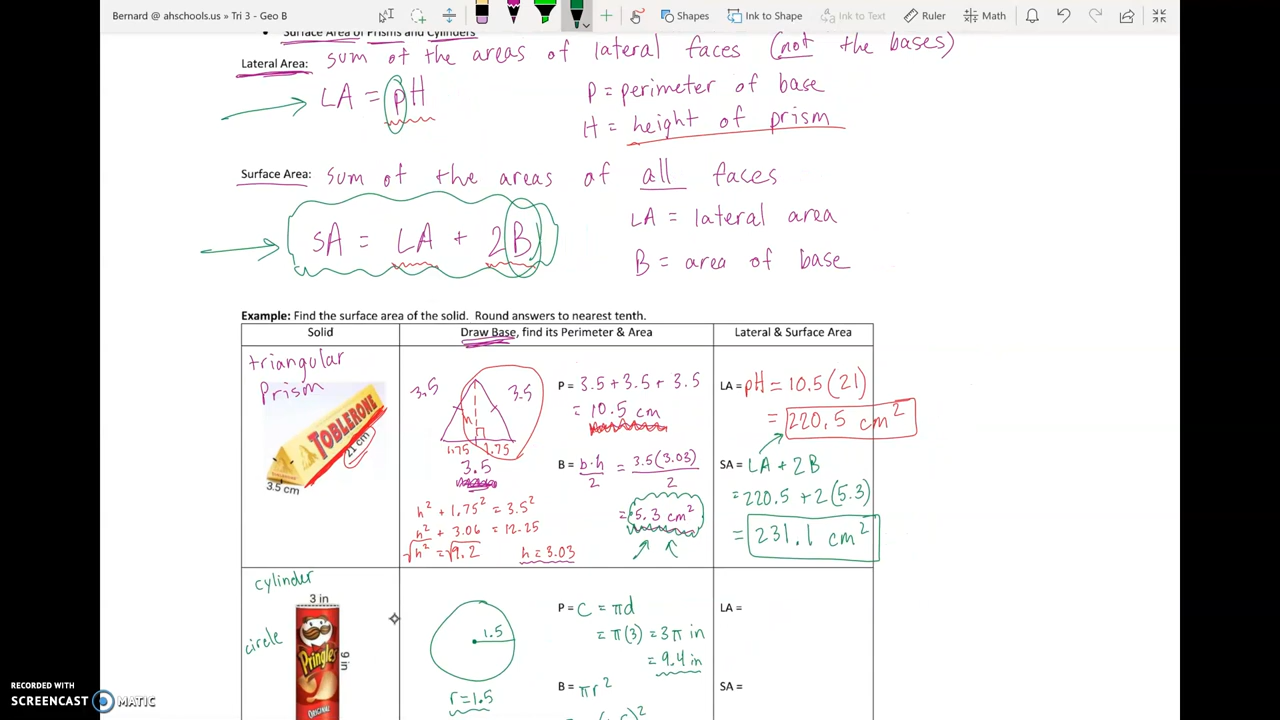 Bernard @ ahschools.us » Tri 3 - Geo B
Shapes
Ink to Shape
Ink to Text
Ruler
Math
Surface Area of Prisms and Cylinders
Lateral Area: sum of the areas of lateral faces (not the bases)
LA = pH
P = perimeter of base
H = height of prism
Surface Area: sum of the areas of all faces
SA = LA + 2B
LA = lateral area
B = area of base
Example: Find the surface area of the solid. Round answers to nearest tenth.
Solid
Draw Base, find its Perimeter & Area
Lateral & Surface Area
triangular
Prism
TOBLERONE
21 cm
3.5 cm
3.5
3.5
h
1.75
1.75
3.5
h² + 1.75² = 3.5²
h² + 3.06 = 12.25
√h² = √9.2
h = 3.03
P = 3.5 + 3.5 + 3.5
= 10.5 cm
B = b·h/2 = 3.5(3.03)/2
= 5.3 cm²
LA = pH = 10.5(21)
= 220.5 cm²
SA = LA + 2B
= 220.5 + 2(5.3)
= 231.1 cm²
cylinder
3 in
circle
Pringles
ORIGINAL
9 in
1.5
r = 1.5
P = C = πd
= π(3) = 3π in
= 9.4 in
B = πr²
LA =
SA =
RECORDED WITH
SCREENCAST MATIC